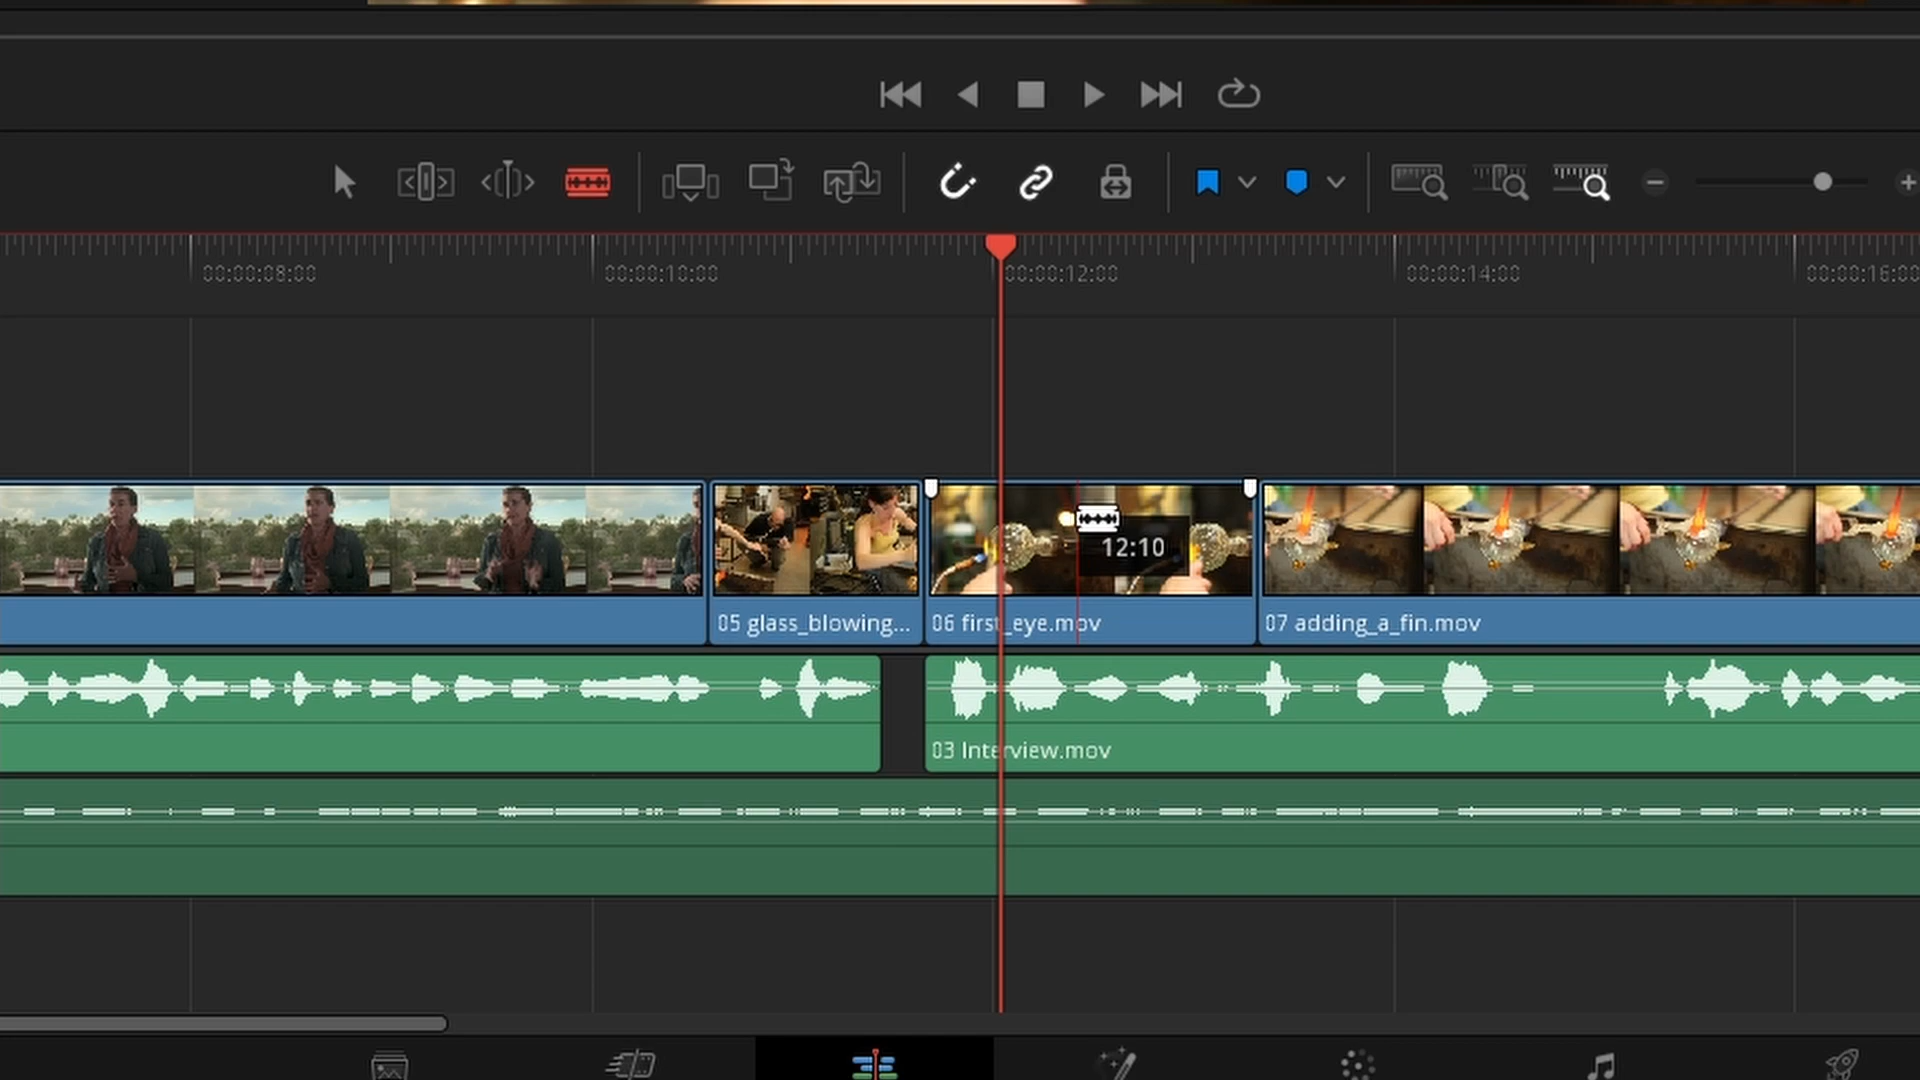 00:00:08:00
00:00:10:00
00:00:12:00
00:00:14:00
00:00:16:00
12:10
05 glass_blowing...
06 first_eye.mov
07 adding_a_fin.mov
03 Interview.mov